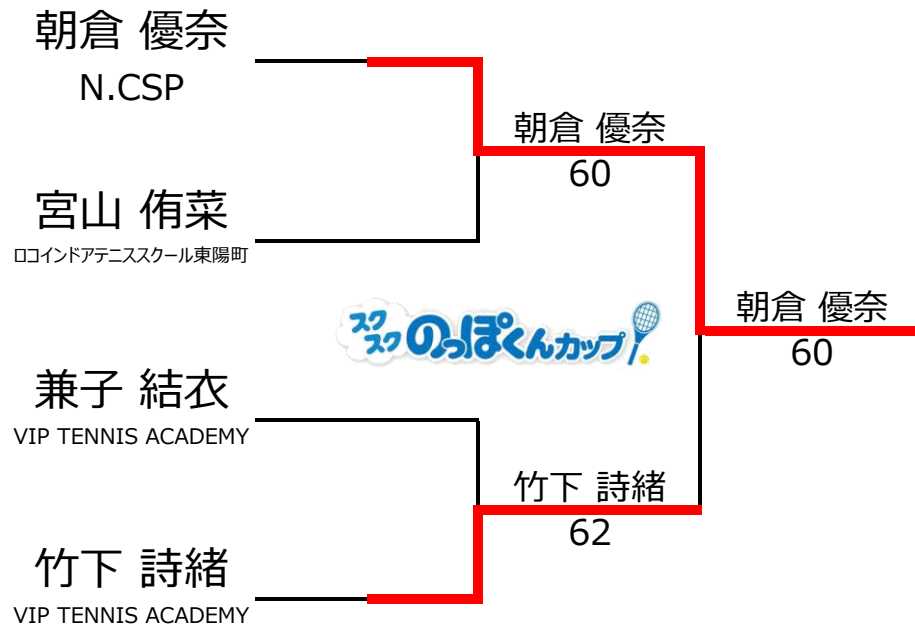 朝倉 優奈
N.CSP
朝倉 優奈
60
宮山 侑菜
ロコインドアテニススクール東陽町
スクスクのっぽくんカップ
朝倉 優奈
60
兼子 結衣
VIP TENNIS ACADEMY
竹下 詩緒
62
竹下 詩緒
VIP TENNIS ACADEMY